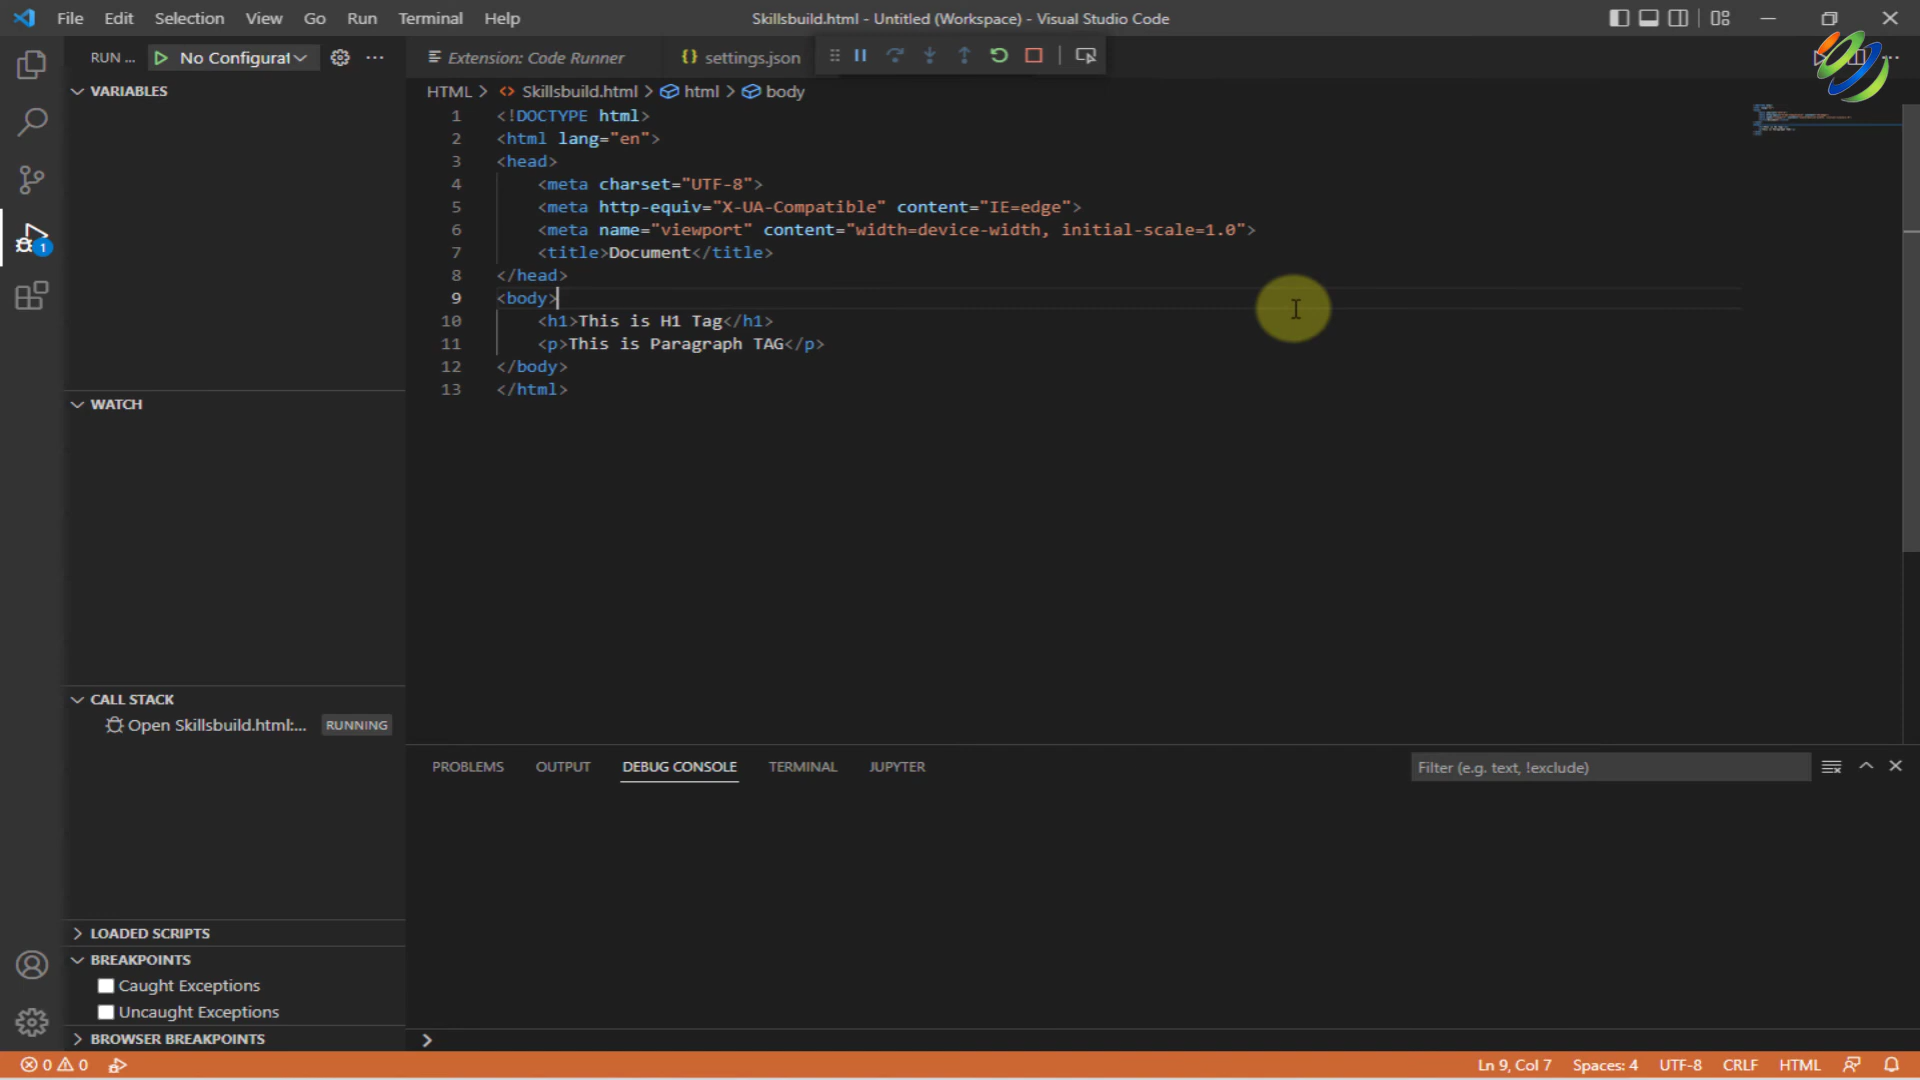 File Edit Selection View Go Run Terminal Help
Skillsbuild.html - Untitled (Workspace) - Visual Studio Code
RUN ... No Configurat
Extension: Code Runner
{} settings.json
HTML > <> Skillsbuild.html > html > body
VARIABLES
1 <!DOCTYPE html>
2 <html lang="en">
3 <head>
4 <meta charset="UTF-8">
5 <meta http-equiv="X-UA-Compatible" content="IE=edge">
6 <meta name="viewport" content="width=device-width, initial-scale=1.0">
7 <title>Document</title>
8 </head>
9 <body>
10 <h1>This is H1 Tag</h1>
11 <p>This is Paragraph TAG</p>
12 </body>
13 </html>
WATCH
CALL STACK
Open Skillsbuild.html:... RUNNING
PROBLEMS OUTPUT DEBUG CONSOLE TERMINAL JUPYTER
Filter (e.g. text, !exclude)
LOADED SCRIPTS
BREAKPOINTS
Caught Exceptions
Uncaught Exceptions
BROWSER BREAKPOINTS
1
0 0
Ln 9, Col 7 Spaces: 4 UTF-8 CRLF HTML